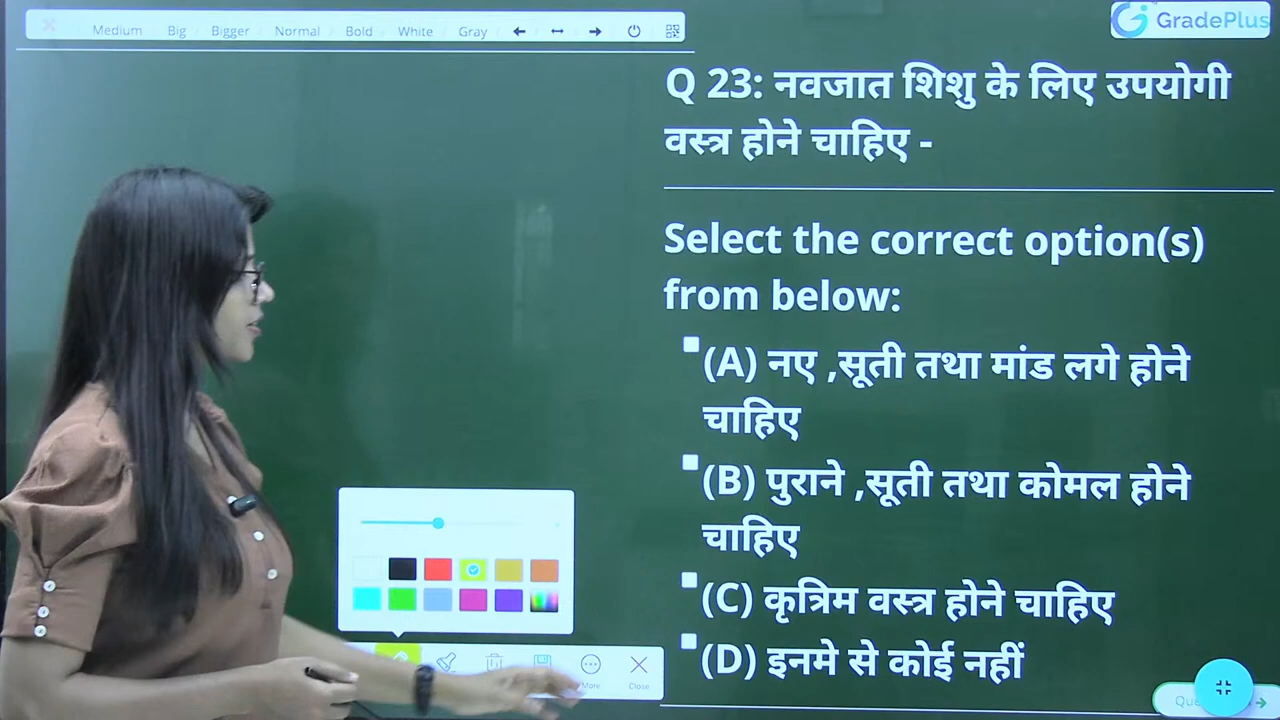 Medium Big Bigger Normal Bold White Gray
GradePlus
Q 23: नवजात शिशु के लिए उपयोगी
वस्त्र होने चाहिए -
Select the correct option(s)
from below:
(A) नए ,सूती तथा मांड लगे होने
चाहिए
(B) पुराने ,सूती तथा कोमल होने
चाहिए
(C) कृत्रिम वस्त्र होने चाहिए
(D) इनमे से कोई नहीं
More Close